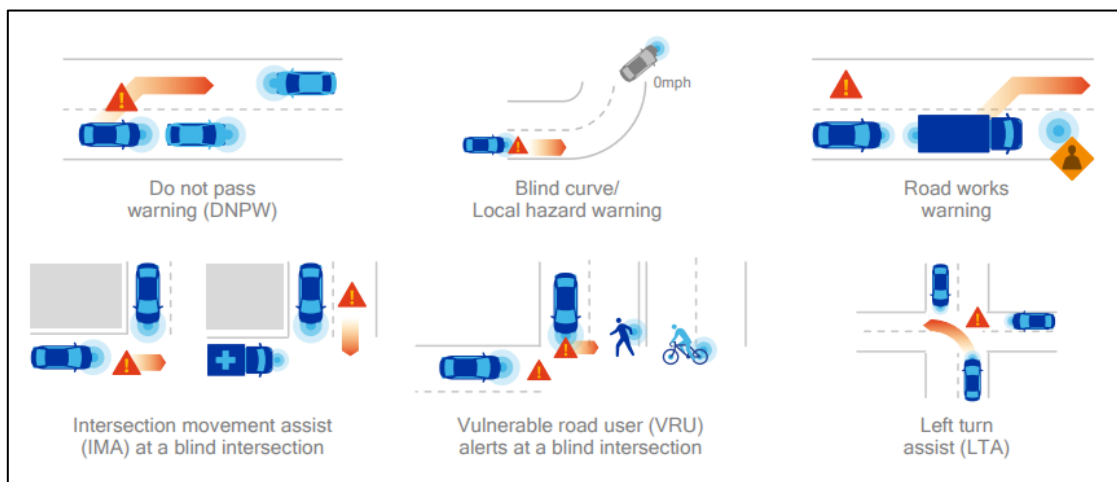 0mph
Do not pass
warning (DNPW)
Blind curve/
Local hazard warning
Road works
warning
Intersection movement assist
(IMA) at a blind intersection
Vulnerable road user (VRU)
alerts at a blind intersection
Left turn
assist (LTA)